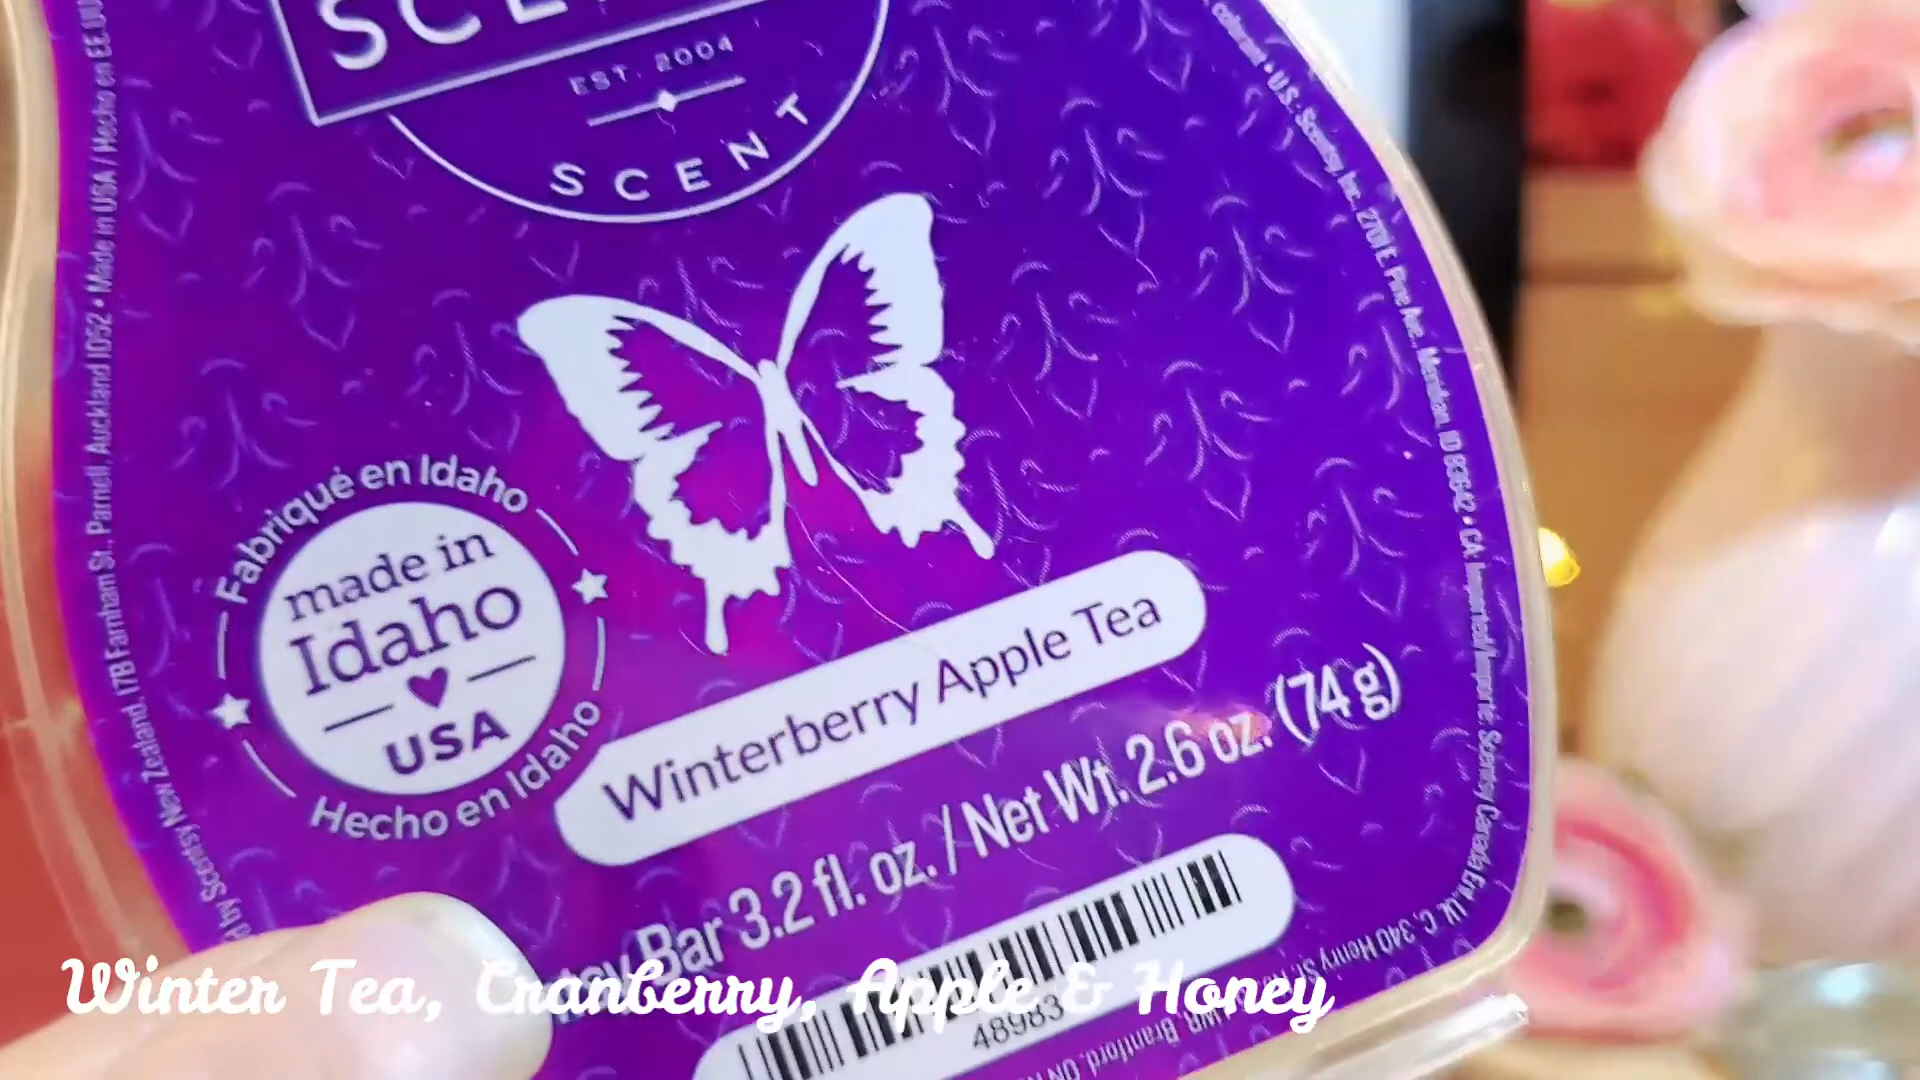 EST. 2004
SCENT
Fabriqué en Idaho
made in
Idaho
USA
Hecho en Idaho
Winterberry Apple Tea
Bar 3.2 fl. oz. / Net Wt. 2.6 oz. (74 g)
48983
Winter Tea, Cranberry, Apple & Honey
by Scentsy New Zealand, 17B Farnham St., Parnell, Auckland 1052 • Made in USA / Hecho en EE.UU
• U.S.: Scentsy, Inc., 2701 E. Pine Ave., Meridian, ID 83642 • CA: Imported/Importé: Scentsy Canada
340 Henry St.
Brantford, ON